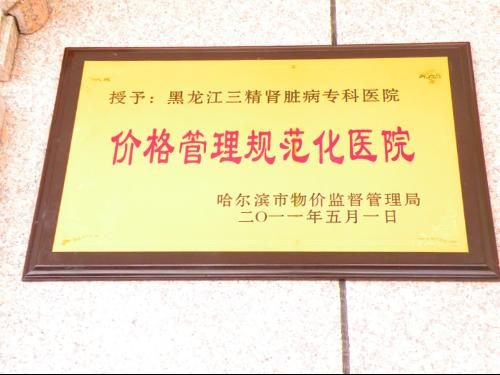 授予：黑龙江三精肾脏病专科医院
价格管理规范化医院
哈尔滨市物价监督管理局
二〇一一年五月一日